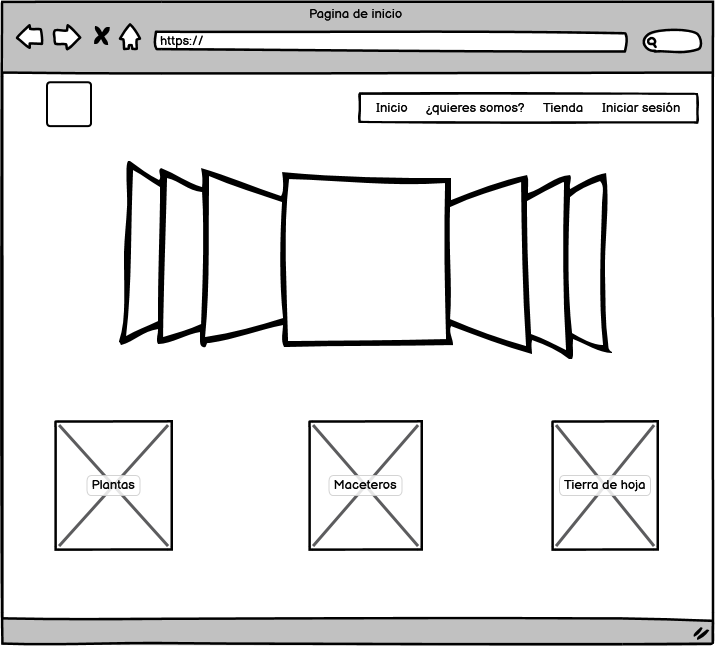 Pagina de inicio
https://
Inicio ¿quieres somos? Tienda Iniciar sesión
Plantas
Maceteros
Tierra de hoja